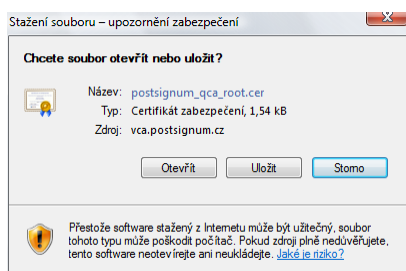 Stažení souboru – upozornění zabezpečení
Chcete soubor otevřít nebo uložit?
Název: postsignum_qca_root.cer
Typ: Certifikát zabezpečení, 1,54 kB
Zdroj: vca.postsignum.cz
Otevřít Uložit Storno
Přestože software stažený z Internetu může být užitečný, soubor
tohoto typu může poškodit počítač. Pokud zdroji plně nedůvěřujete,
tento software neotevírejte ani neukládejte. Jaké je riziko?